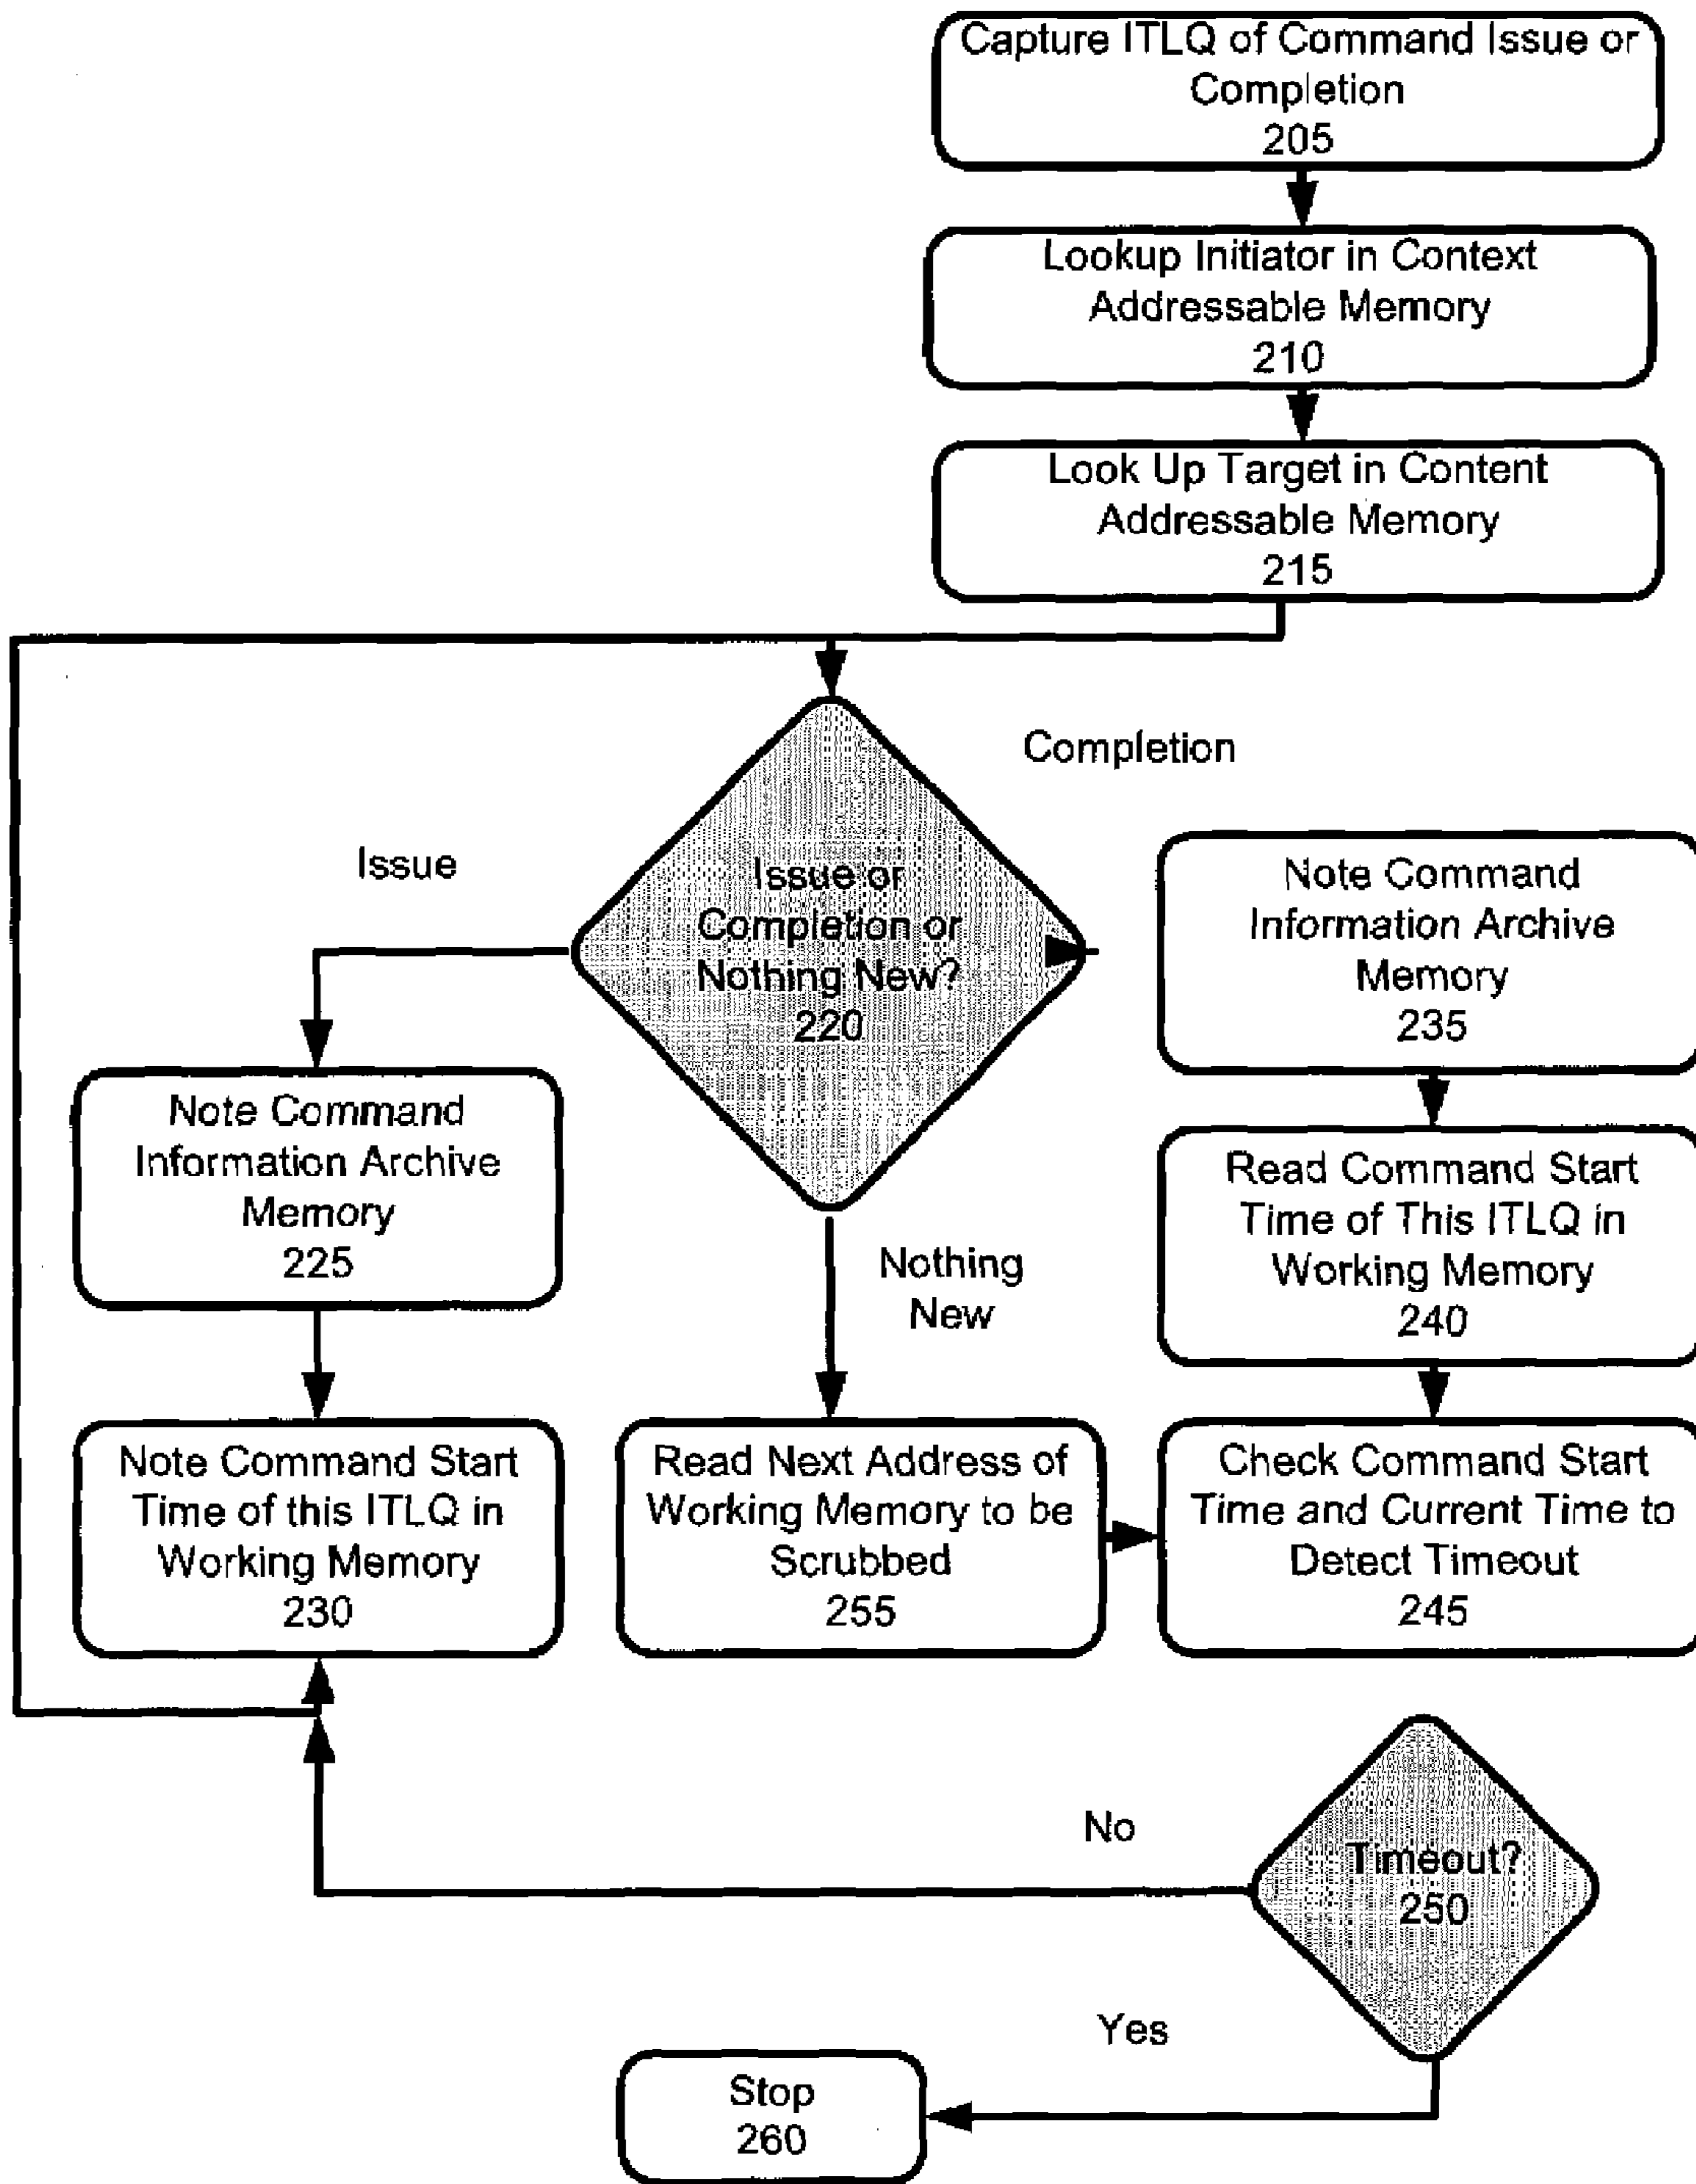 Capture ITLQ of Command Issue or
Completion
205
Lookup Initiator in Context
Addressable Memory
210
Look Up Target in Content
Addressable Memory
215
Completion
Issue
Issue or
Completion or
Nothing New?
220
Note Command
Information Archive
Memory
235
Note Command
Information Archive
Memory
225
Nothing
New
Read Command Start
Time of This ITLQ in
Working Memory
240
Note Command Start
Time of this ITLQ in
Working Memory
230
Read Next Address of
Working Memory to be
Scrubbed
255
Check Command Start
Time and Current Time to
Detect Timeout
245
No
Timeout?
250
Yes
Stop
260